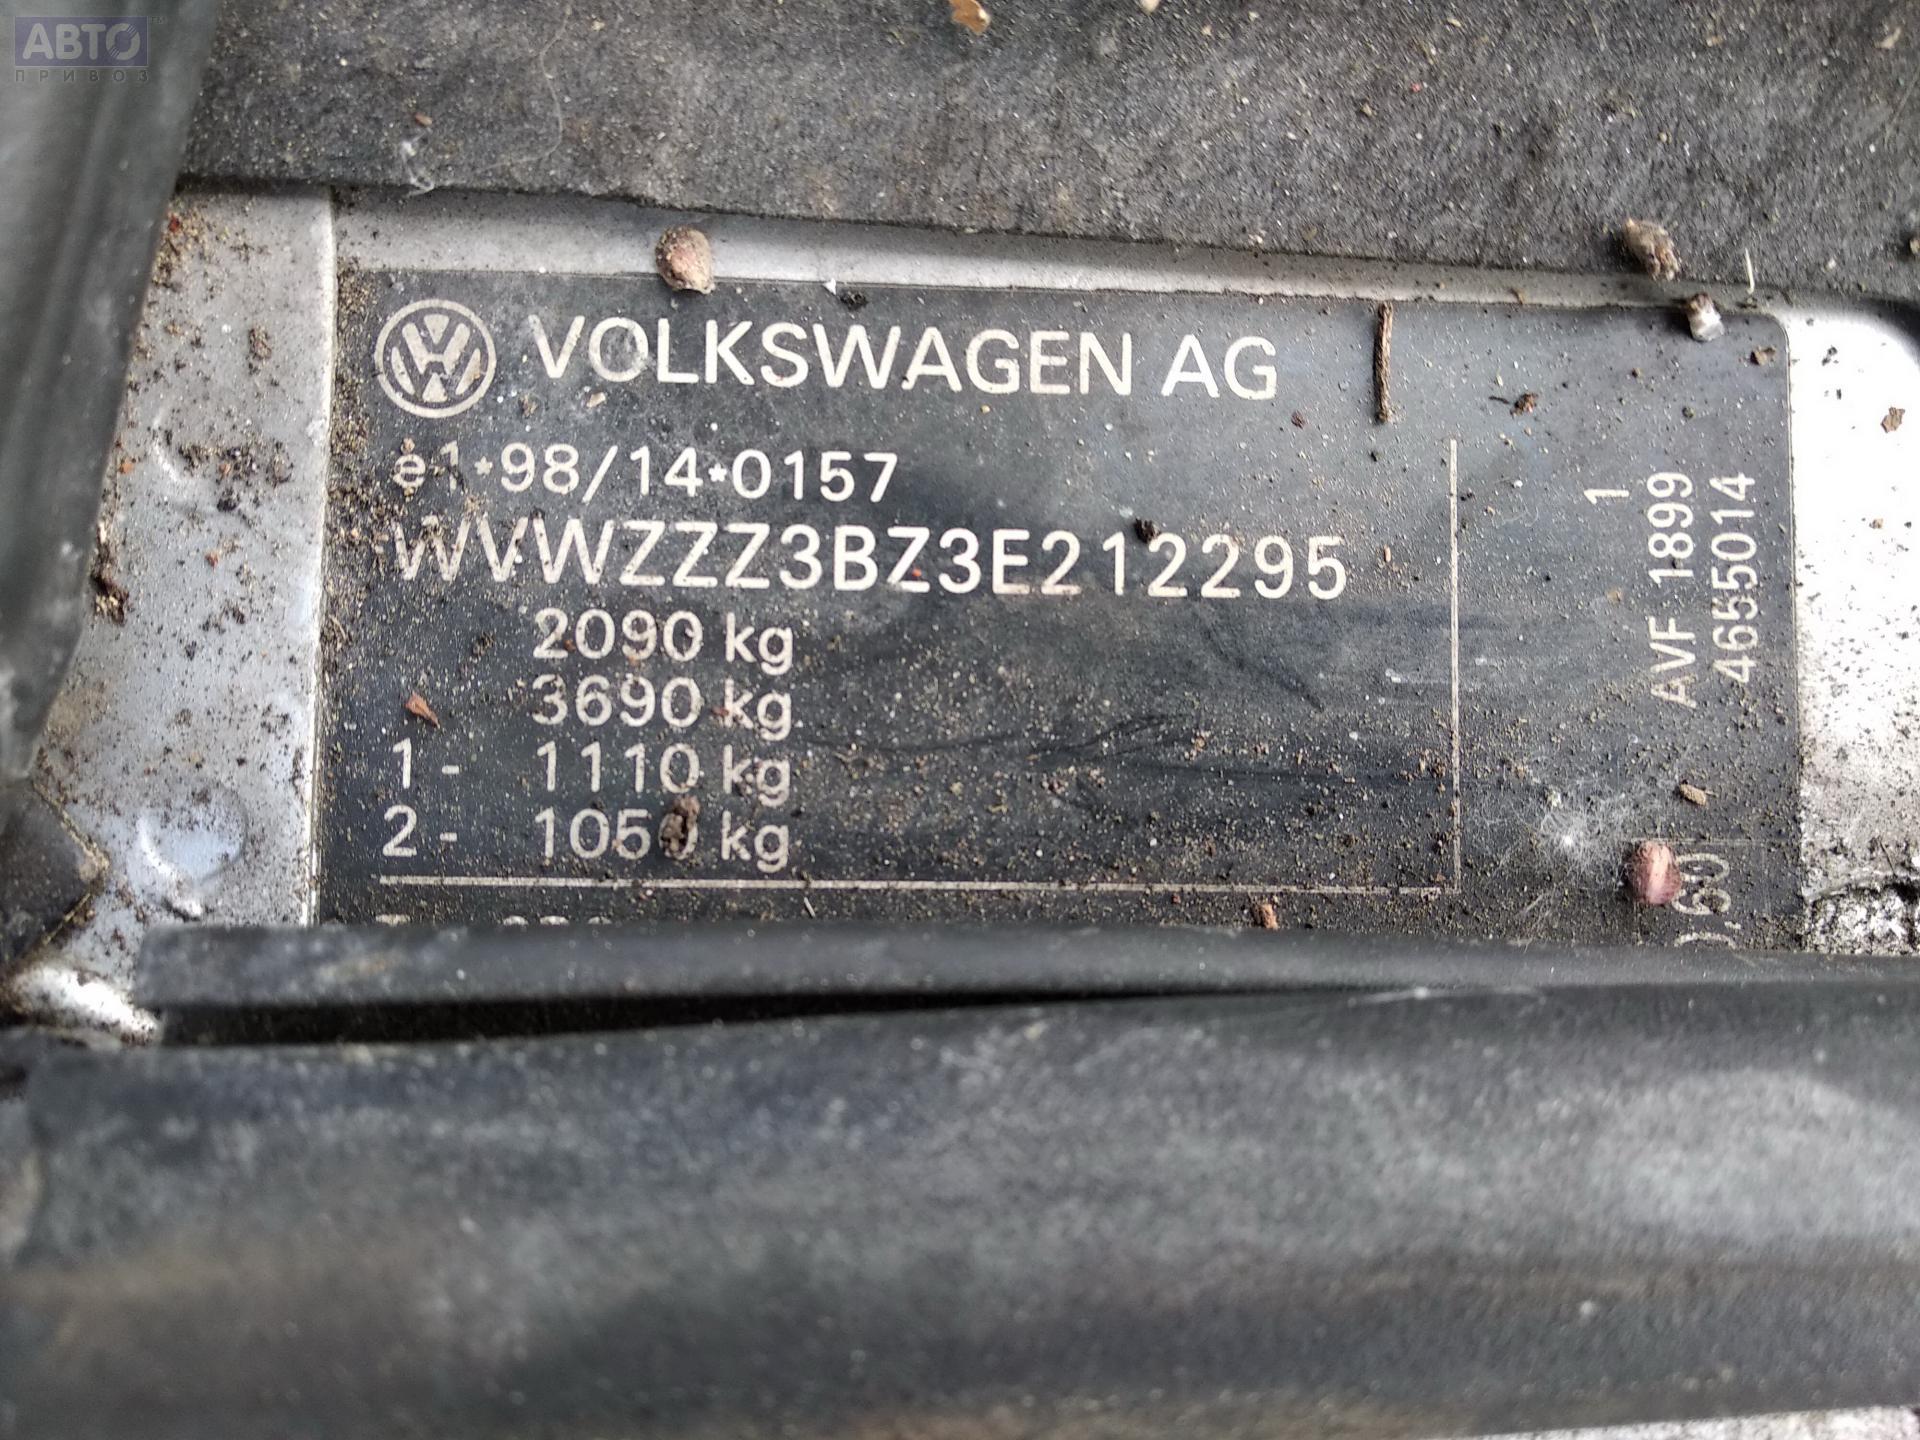 АВТО
ПРИВОЗ
VOLKSWAGEN AG
e1*98/14*0157
WVWZZZ3BZ3E212295
2090 kg
3690 kg
1 - 1110 kg
2 - 1050 kg
1
AVF 1899
4655014